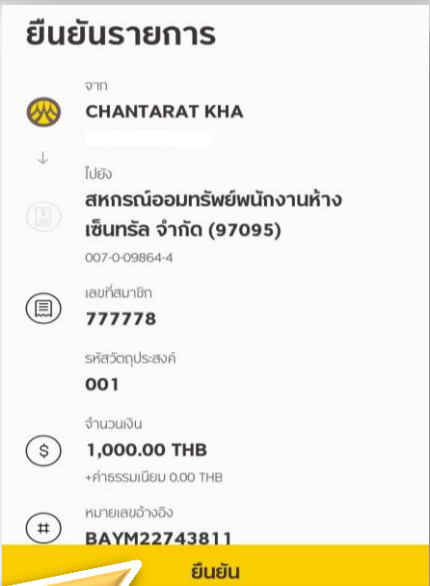 ยืนยันรายการ
จาก
CHANTARAT KHA
ไปยัง
สหกรณ์ออมทรัพย์พนักงานห้าง
เซ็นทรัล จำกัด (97095)
007-0-09864-4
เลขที่สมาชิก
777778
รหัสวัตถุประสงค์
001
จำนวนเงิน
1,000.00 THB
+ค่าธรรมเนียม 0.00 THB
หมายเลขอ้างอิง
BAYM22743811
ยืนยัน